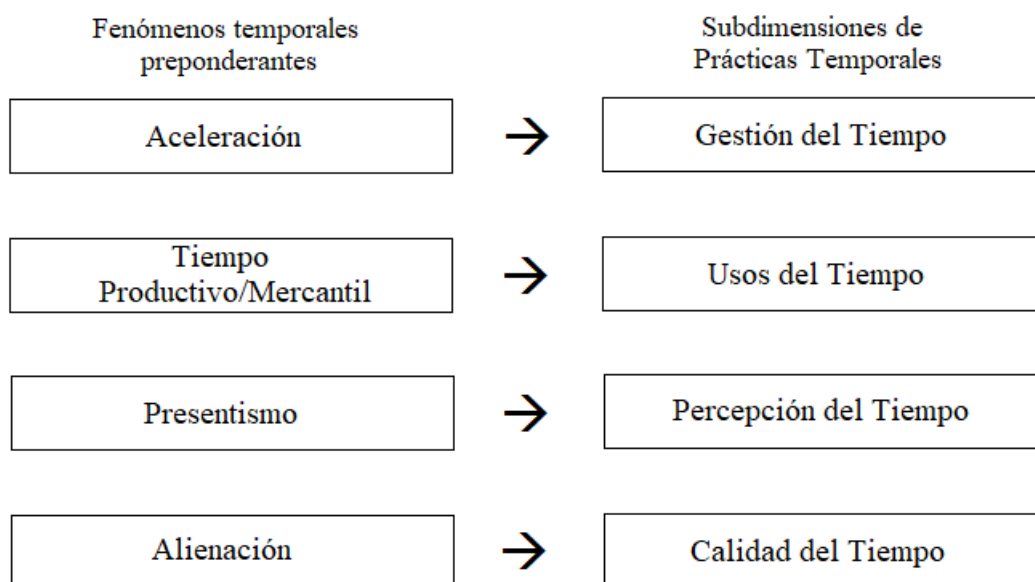 Fenómenos temporales
preponderantes
Subdimensiones de
Prácticas Temporales
Aceleración
→
Gestión del Tiempo
Tiempo
Productivo/Mercantil
→
Usos del Tiempo
Presentismo
→
Percepción del Tiempo
Alienación
→
Calidad del Tiempo